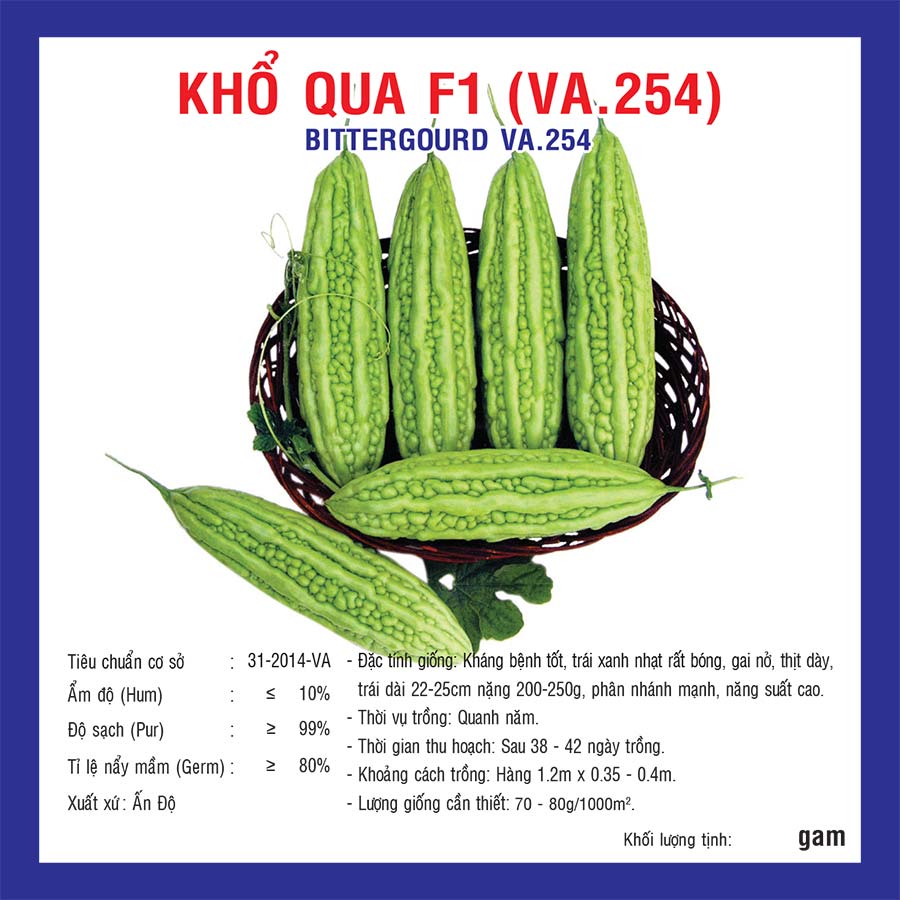 KHỔ QUA F1 (VA.254)
BITTERGOURD VA.254
Tiêu chuẩn cơ sở : 31-2014-VA
Ẩm độ (Hum) : ≤ 10%
Độ sạch (Pur) : ≥ 99%
Tỉ lệ nẩy mầm (Germ) : ≥ 80%
Xuất xứ : Ấn Độ
- Đặc tính giống: Kháng bệnh tốt, trái xanh nhạt rất bóng, gai nở, thịt dày,
trái dài 22-25cm nặng 200-250g, phân nhánh mạnh, năng suất cao.
- Thời vụ trồng: Quanh năm.
- Thời gian thu hoạch: Sau 38 - 42 ngày trồng.
- Khoảng cách trồng: Hàng 1.2m x 0.35 - 0.4m.
- Lượng giống cần thiết: 70 - 80g/1000m².
Khối lượng tịnh: gam